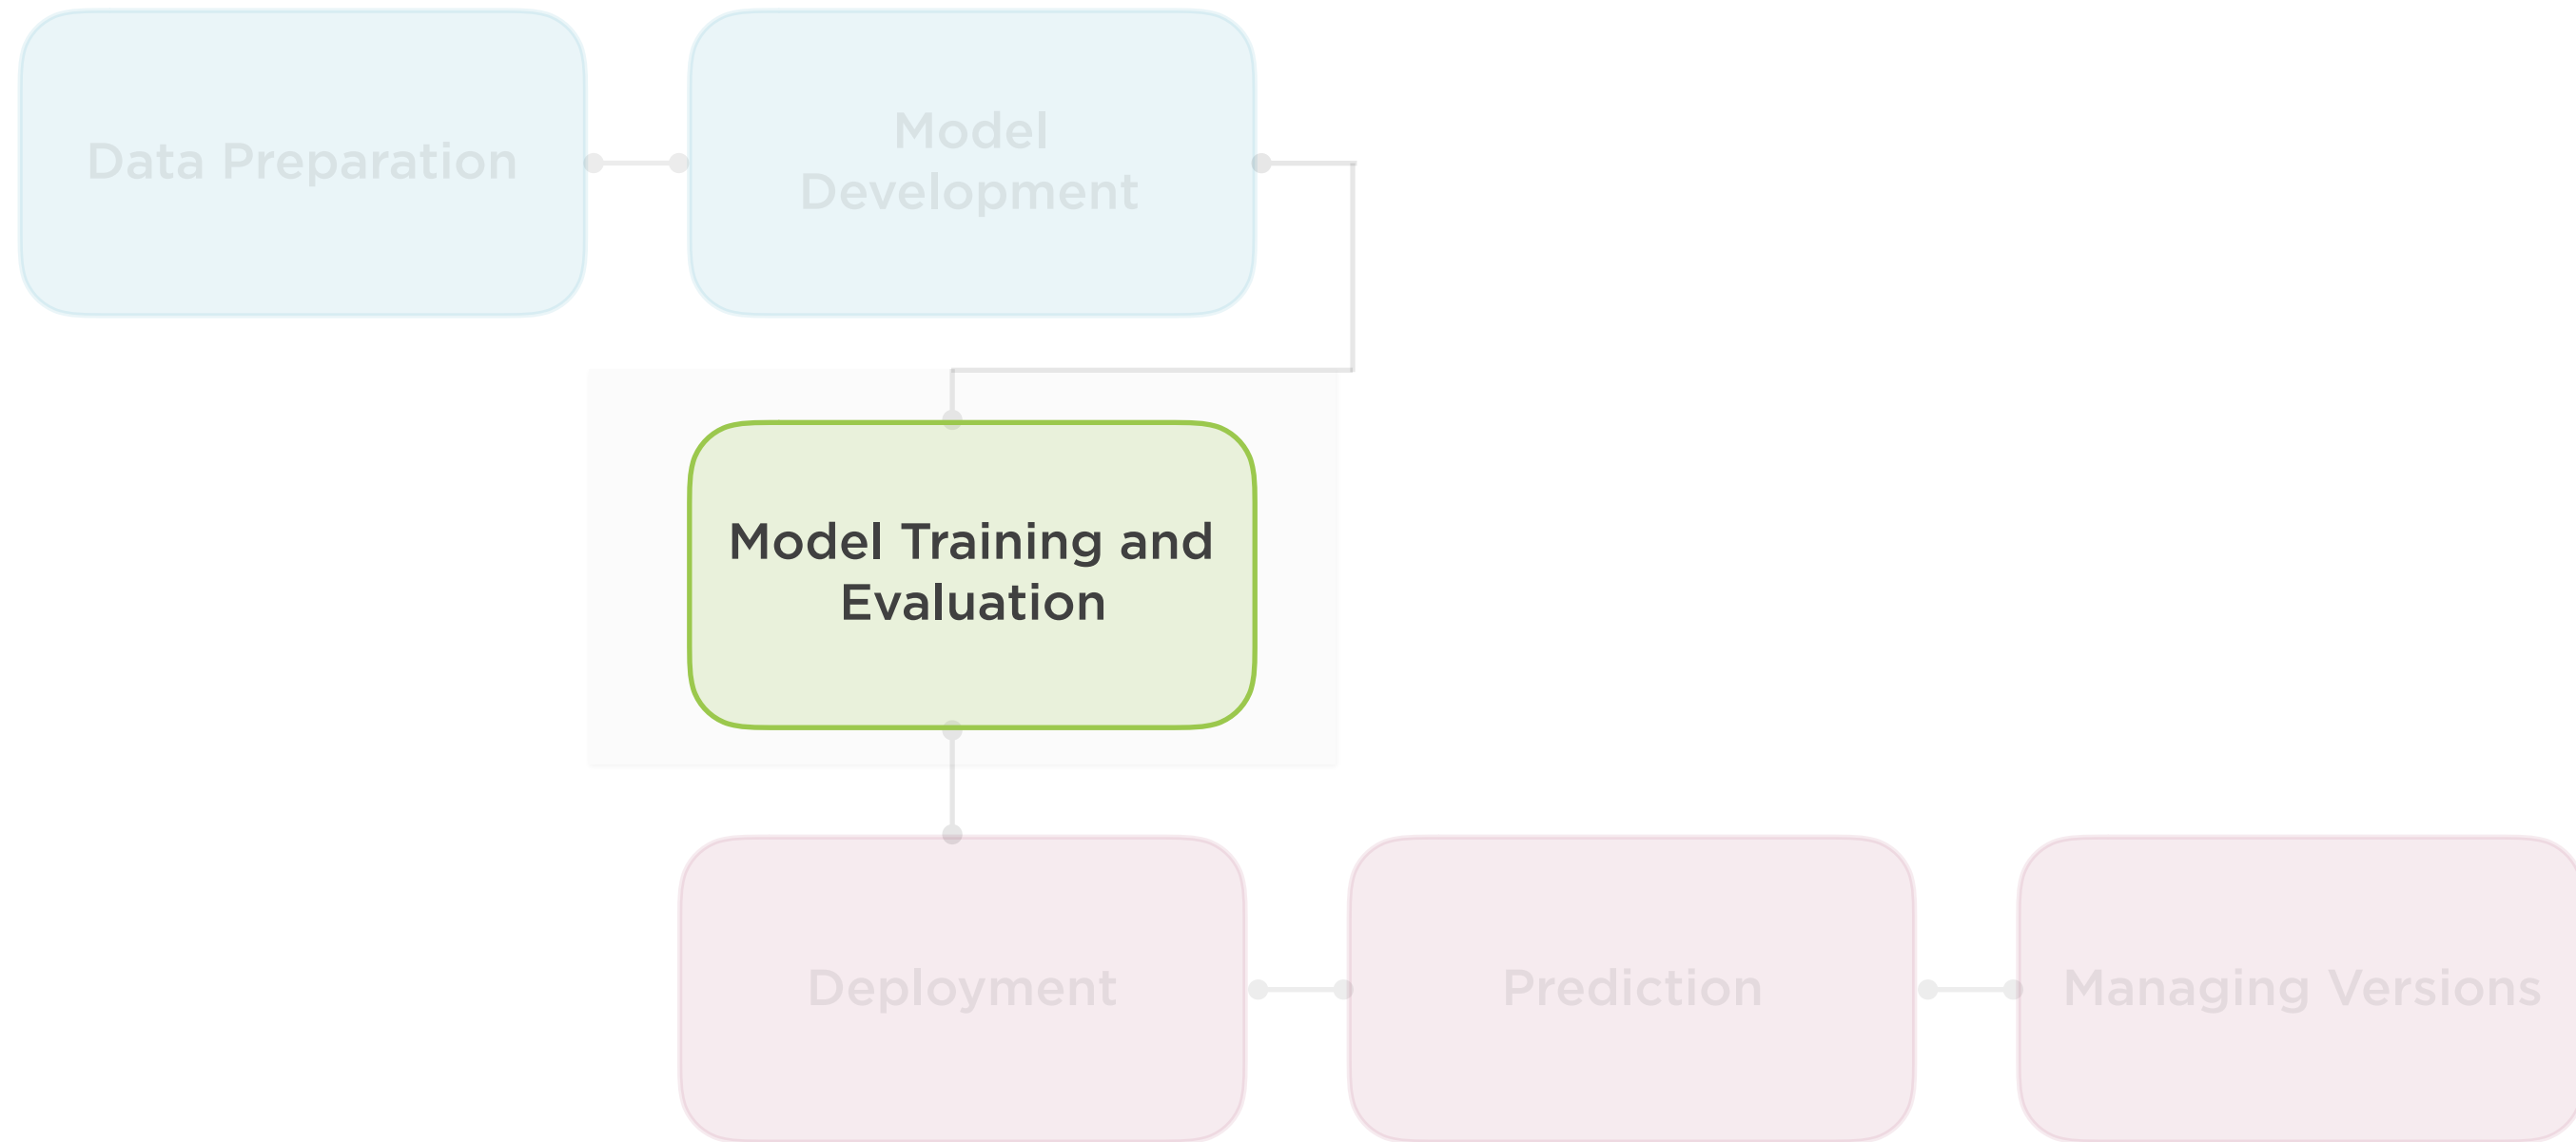 Data Preparation
Model
Development
Model Training and
Evaluation
Deployment
Prediction
Managing Versions